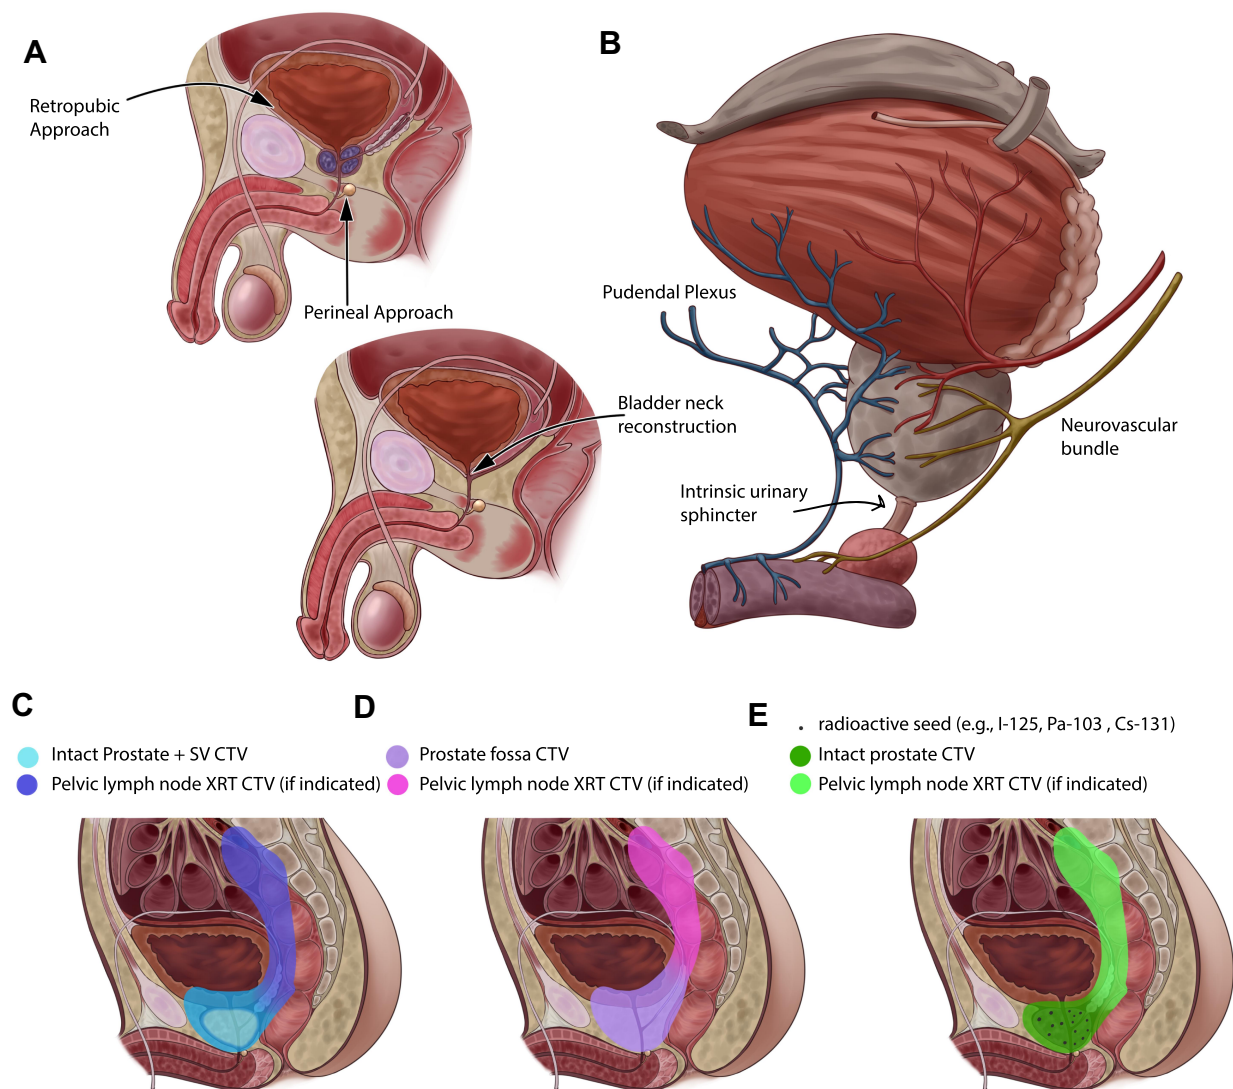 A
Retropubic
Approach
Perineal Approach
Bladder neck
reconstruction
B
Pudendal Plexus
Neurovascular
bundle
Intrinsic urinary
sphincter
C
Intact Prostate + SV CTV
Pelvic lymph node XRT CTV (if indicated)
D
Prostate fossa CTV
Pelvic lymph node XRT CTV (if indicated)
E
radioactive seed (e.g., I-125, Pa-103 , Cs-131)
Intact prostate CTV
Pelvic lymph node XRT CTV (if indicated)